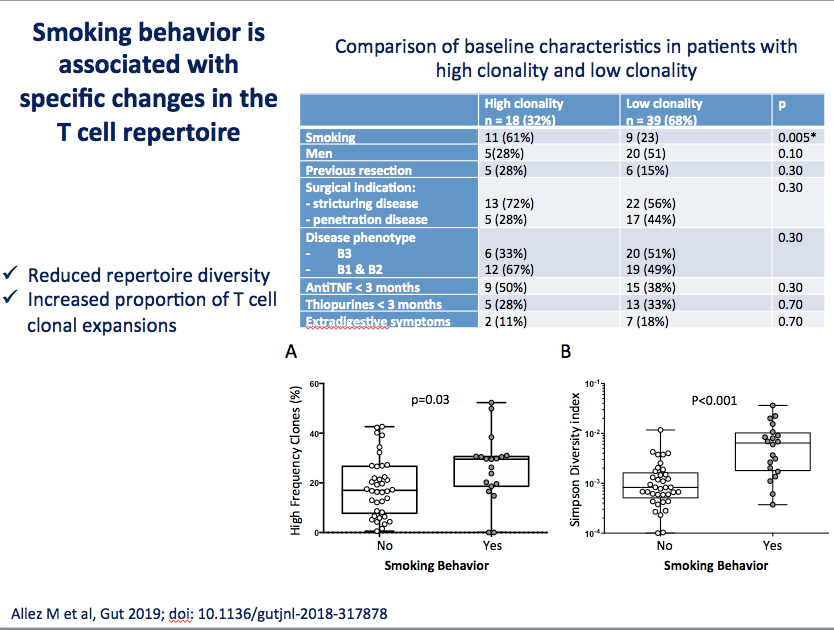 Smoking behavior is
associated with
specific changes in the
T cell repertoire
✓ Reduced repertoire diversity
✓ Increased proportion of T cell
clonal expansions
Comparison of baseline characteristics in patients with
high clonality and low clonality
High clonality Low clonality p
n = 18 (32%) n = 39 (68%)
Smoking 11 (61%) 9 (23) 0.005*
Men 5(28%) 20 (51) 0.10
Previous resection 5 (28%) 6 (15%) 0.30
Surgical indication: 0.30
- stricturing disease 13 (72%) 22 (56%)
- penetration disease 5 (28%) 17 (44%)
Disease phenotype 0.30
- B3 6 (33%) 20 (51%)
- B1 & B2 12 (67%) 19 (49%)
AntiTNF < 3 months 9 (50%) 15 (38%) 0.30
Thiopurines < 3 months 5 (28%) 13 (33%) 0.70
Extradigestive symptoms 2 (11%) 7 (18%) 0.70
A
High Frequency Clones (%)
60
40
20
0
p=0.03
No Yes
Smoking Behavior
B
Simpson Diversity index
10-1
10-2
10-3
10-4
P<0.001
No Yes
Smoking Behavior
Allez M et al, Gut 2019; doi: 10.1136/gutjnl-2018-317878